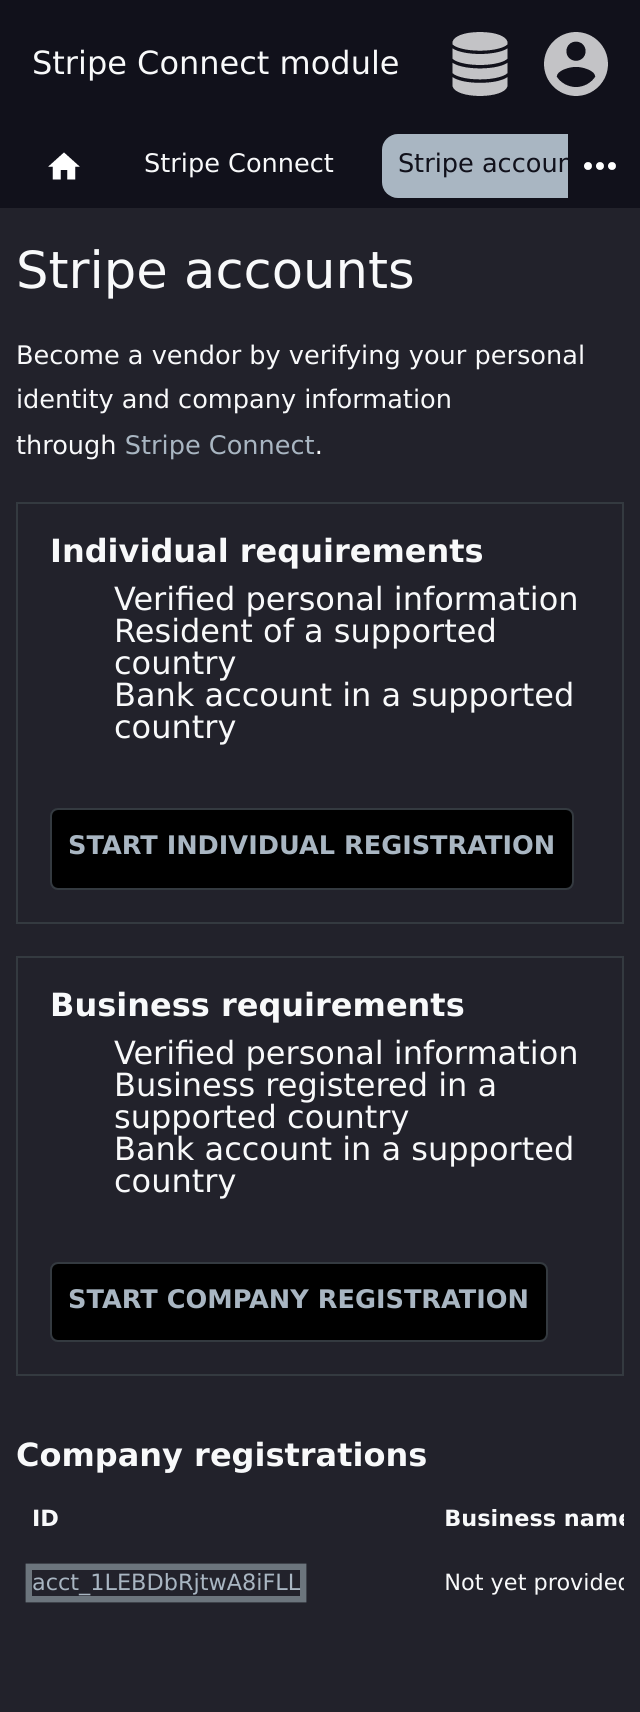 Stripe Connect module
Stripe Connect
Stripe accour
Stripe accounts
Become a vendor by verifying your personal
identity and company information
through Stripe Connect.
Individual requirements
Verified personal information
Resident of a supported
country
Bank account in a supported
country
START INDIVIDUAL REGISTRATION
Business requirements
Verified personal information
Business registered in a
supported country
Bank account in a supported
country
START COMPANY REGISTRATION
Company registrations
ID Business name
acct_1LEBDbRjtwA8iFLL Not yet provided